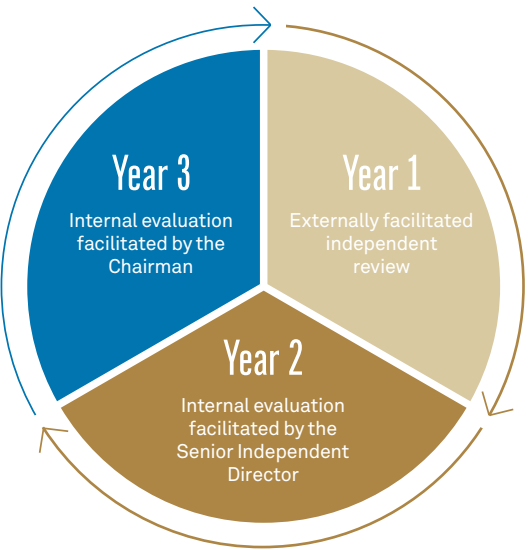 Year 3
Internal evaluation
facilitated by the
Chairman
Year 1
Externally facilitated
independent
review
Year 2
Internal evaluation
facilitated by the
Senior Independent
Director